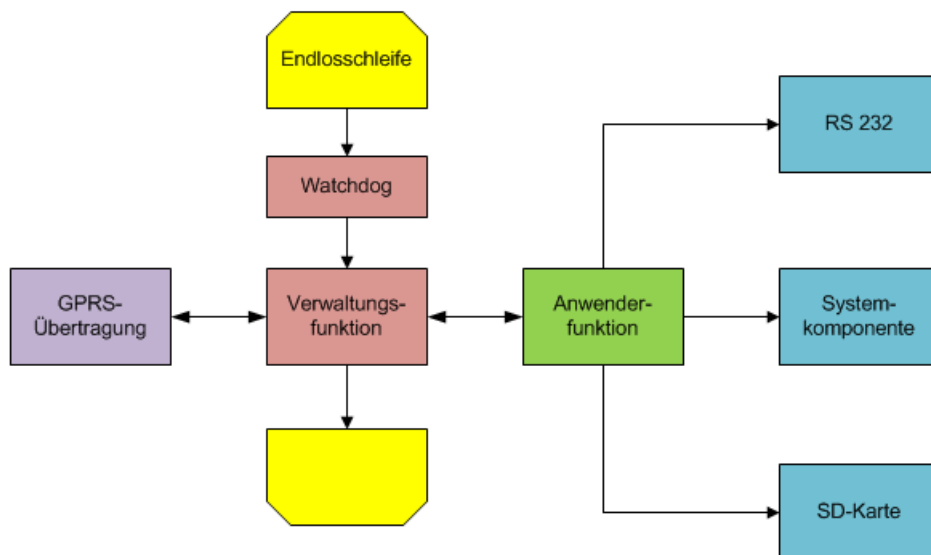 Endlosschleife
RS 232
Watchdog
GPRS-
Übertragung
Verwaltungs-
funktion
Anwender-
funktion
System-
komponente
SD-Karte